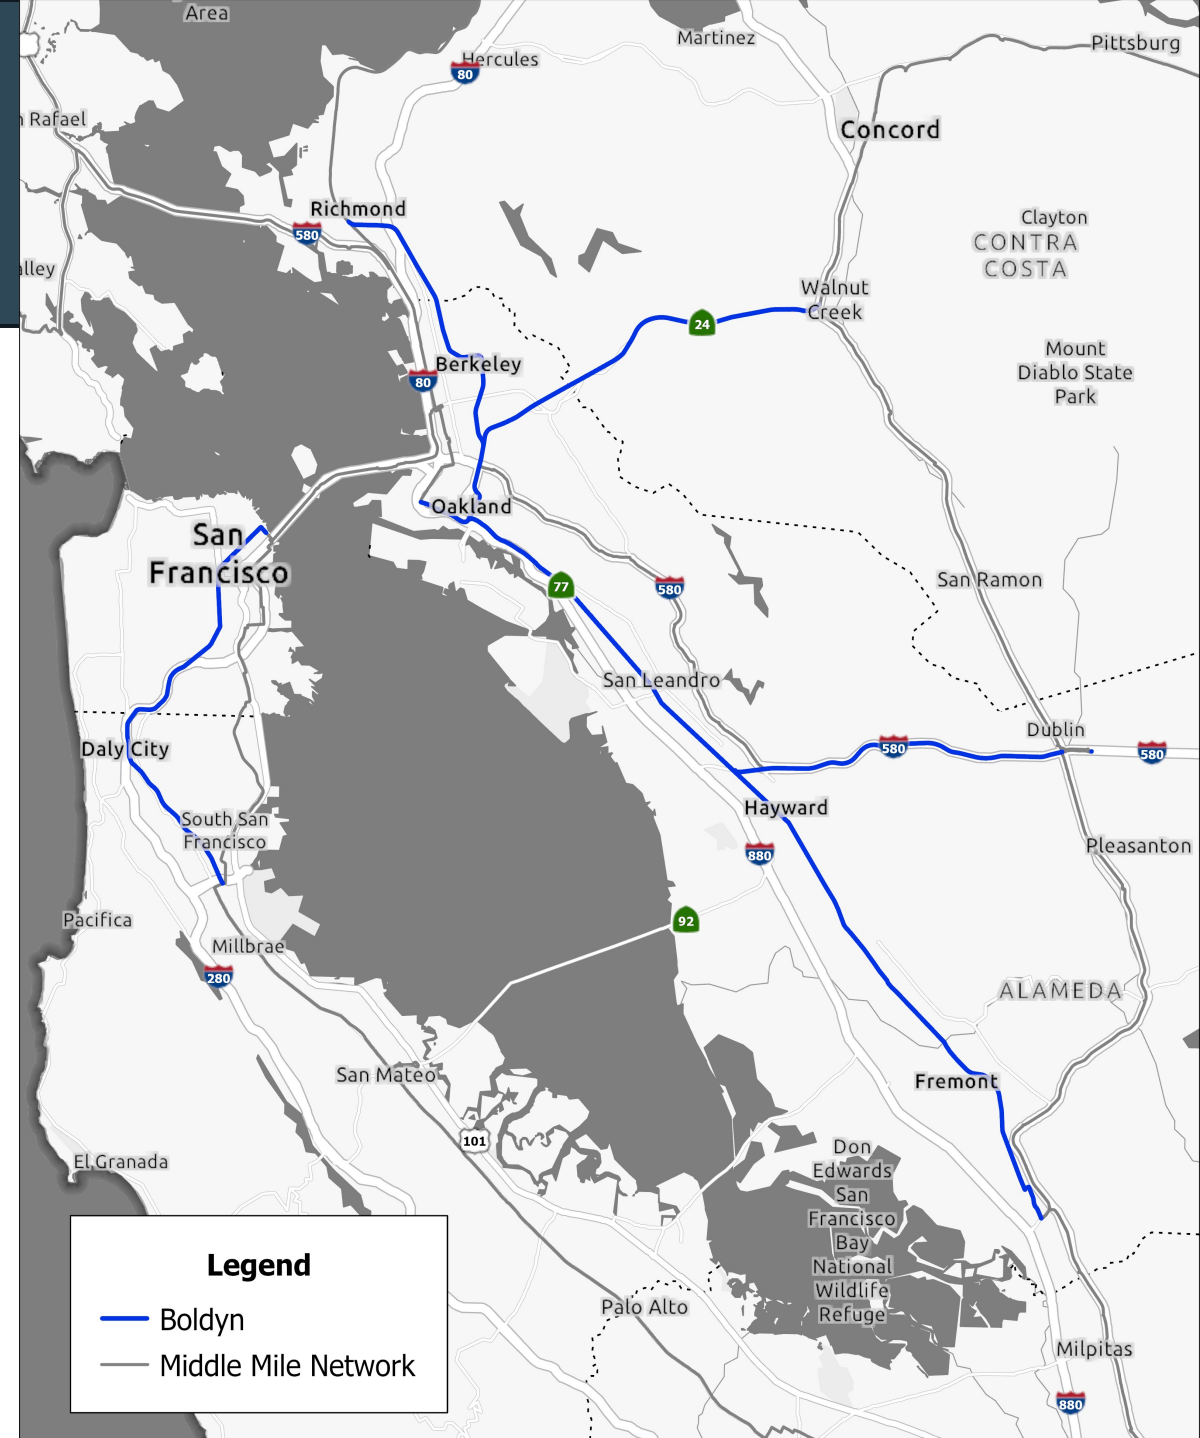 Area
Martinez
Pittsburg
Hercules
80
Rafael
Concord
Richmond
580
Clayton
CONTRA
COSTA
alley
Walnut
Creek
24
Mount
Diablo State
Park
Berkeley
80
Oakland
San
Francisco
77
580
San Ramon
San Leandro
Dublin
580
580
Daly City
Hayward
South San
Francisco
880
Pleasanton
92
Pacifica
Millbrae
280
ALAMEDA
San Mateo
Fremont
101
El Granada
Don
Edwards
San
Francisco
Bay
National
Wildlife
Refuge
Palo Alto
Milpitas
880
Legend
Boldyn
Middle Mile Network